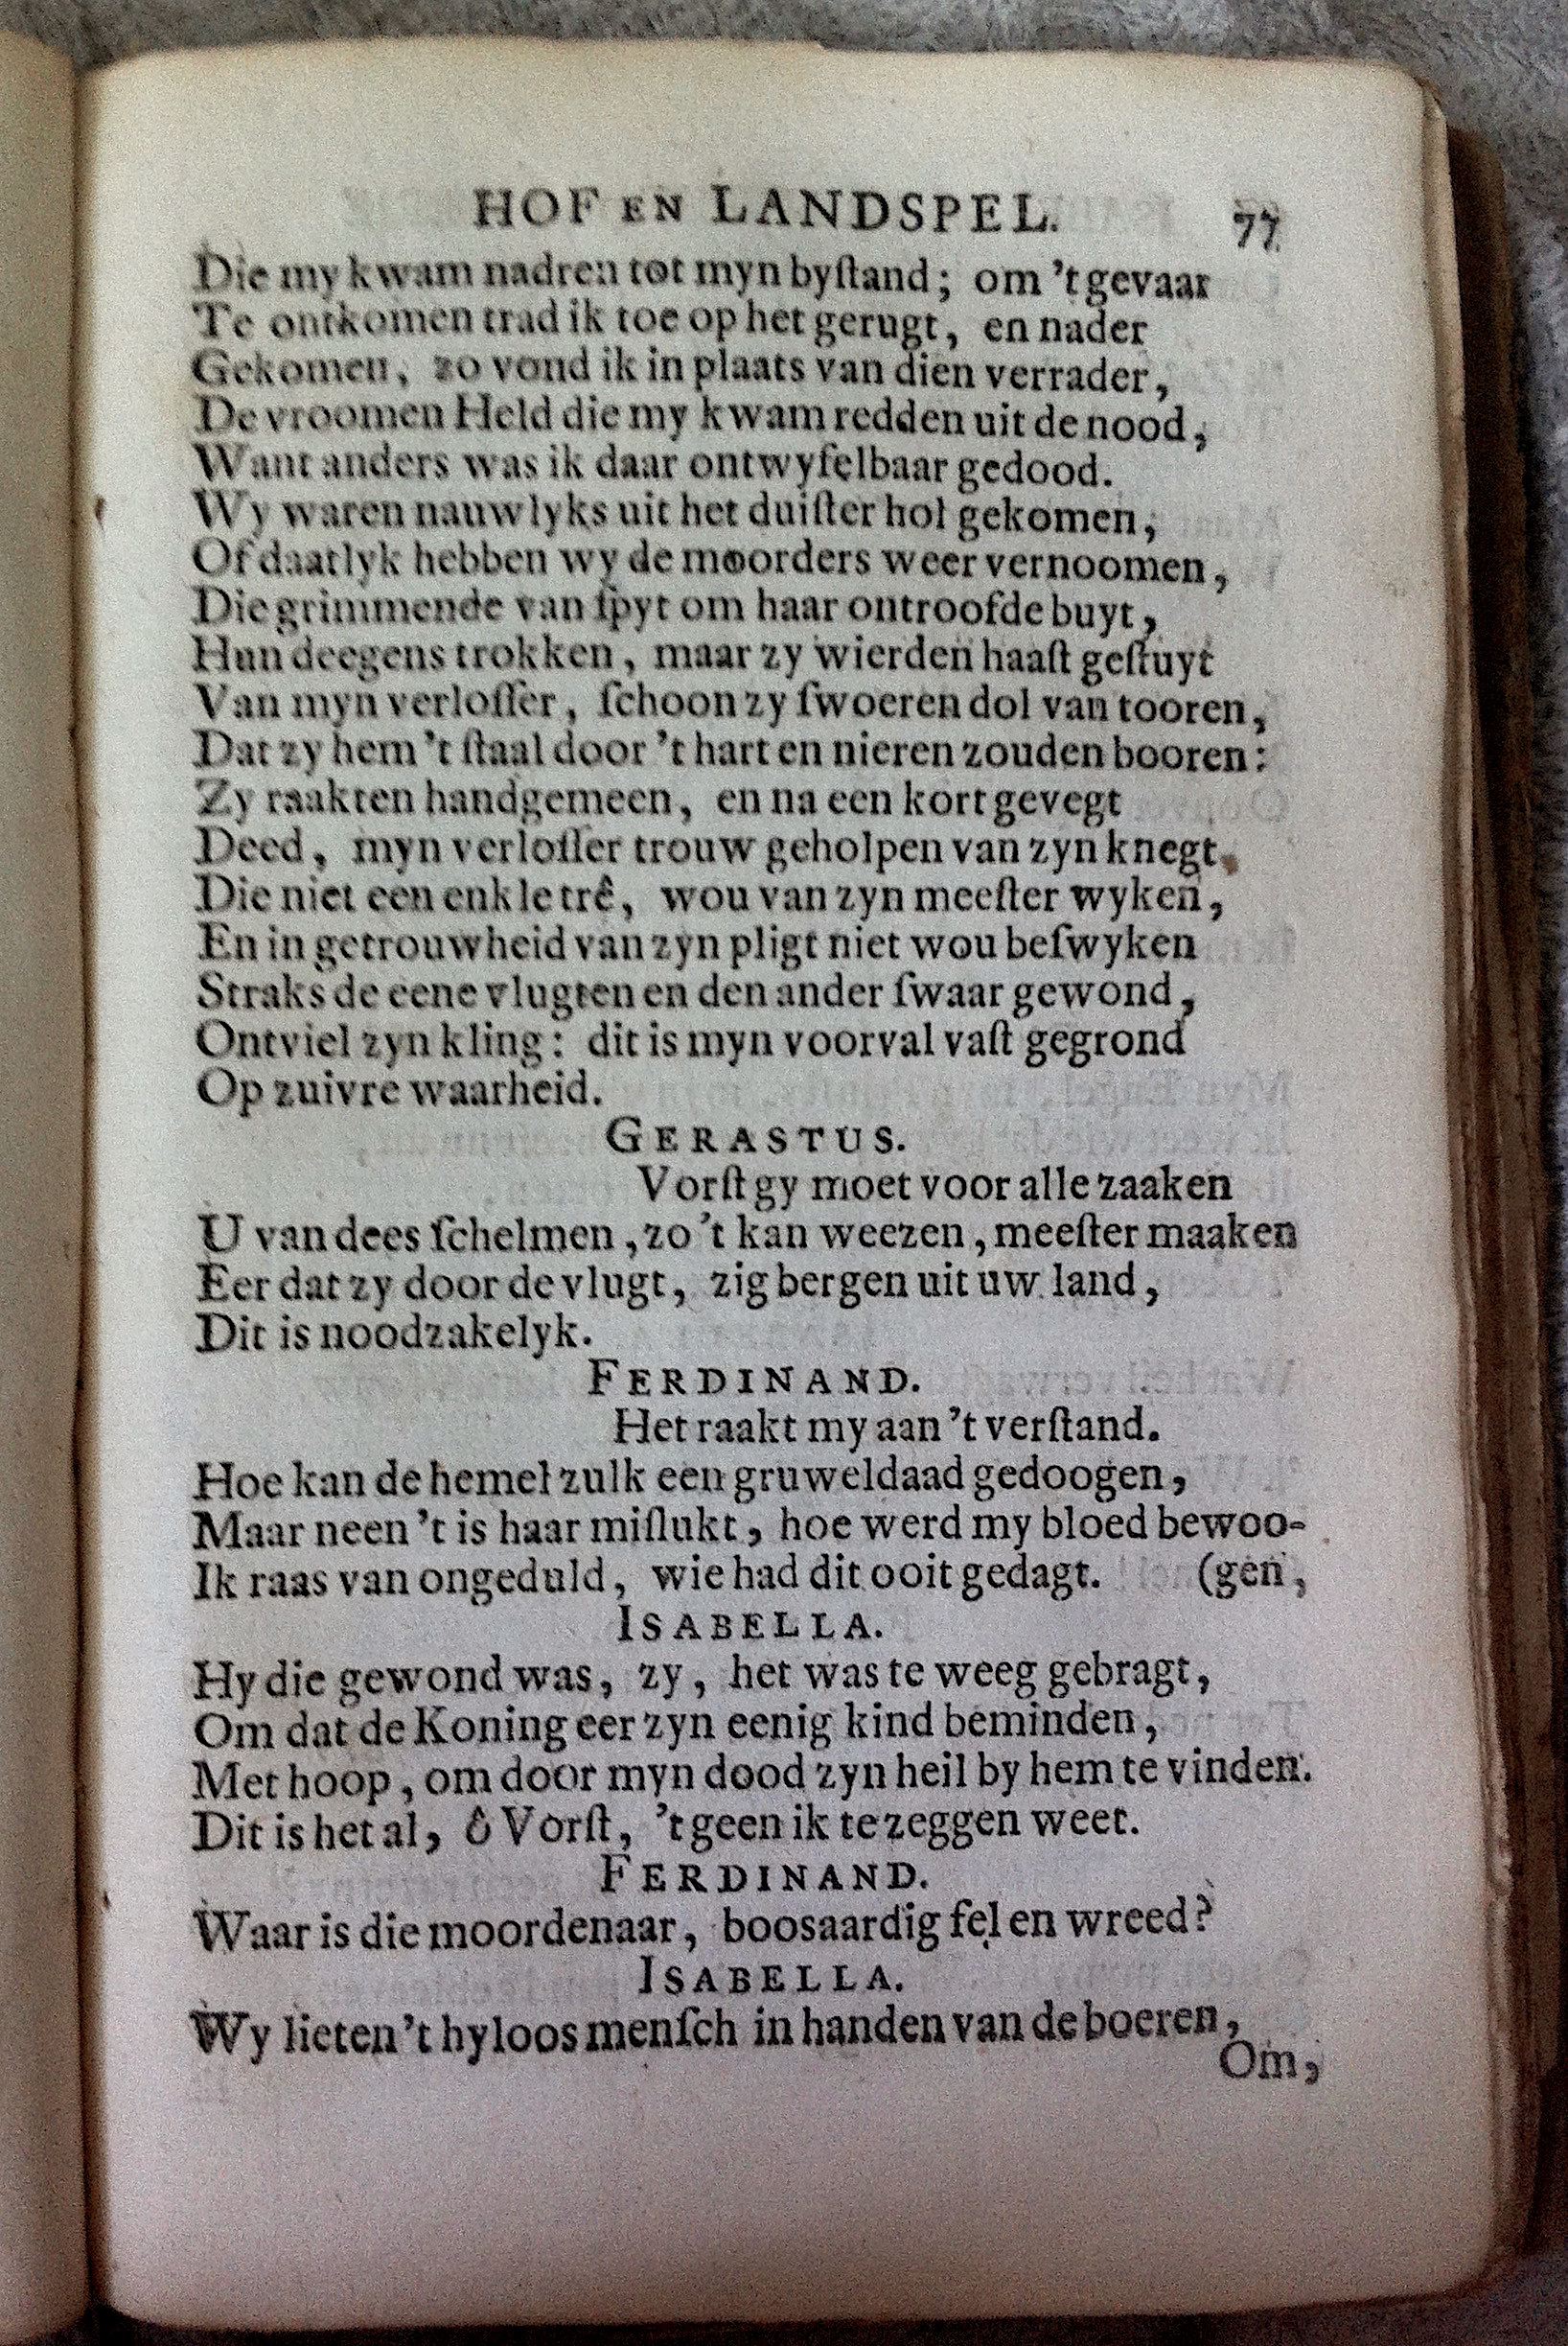 HOF EN LANDSPEL. 77
Die my kwam nadren tot myn byſtand; om 't gevaar
Te ontkomen trad ik toe op het gerugt, en nader
Gekomen, zo vond ik in plaats van dien verrader,
De vroomen Held die my kwam redden uit de nood,
Want anders was ik daar ontwyfelbaar gedood.
Wy waren nauwlyks uit het duiſter hol gekomen,
Of daatlyk hebben wy de moorders weer vernoomen,
Die grimmende van ſpyt om haar ontroofde buyt,
Hun deegens trokken, maar zy wierden haaſt geſtuyt
Van myn verloſſer, ſchoon zy ſwoeren dol van tooren,
Dat zy hem 't ſtaal door 't hart en nieren zouden booren:
Zy raakten handgemeen, en na een kort gevegt
Deed, myn verloſſer trouw geholpen van zyn knegt,
Die niet een enkle trê, wou van zyn meeſter wyken,
En in getrouwheid van zyn pligt niet wou beſwyken
Straks de eene vlugten en den ander ſwaar gewond,
Ontviel zyn kling: dit is myn voorval vaſt gegrond
Op zuivre waarheid.
GERASTUS.
Vorſt gy moet voor alle zaaken
U van dees ſchelmen, zo 't kan weezen, meeſter maaken
Eer dat zy door de vlugt, zig bergen uit uw land,
Dit is noodzakelyk.
FERDINAND.
Het raakt my aan 't verſtand.
Hoe kan de hemel zulk een gruweldaad gedoogen,
Maar neen 't is haar miſlukt, hoe werd my bloed bewoo-
Ik raas van ongeduld, wie had dit ooit gedagt. (gen,
ISABELLA.
Hy die gewond was, zy, het was te weeg gebragt,
Om dat de Koning eer zyn eenig kind beminden,
Met hoop, om door myn dood zyn heil by hem te vinden.
Dit is het al, ô Vorſt, 't geen ik te zeggen weet.
FERDINAND.
Waar is die moordenaar, boosaardig fel en wreed?
ISABELLA.
Wy lieten 't hyloos menſch in handen van de boeren,
Om,